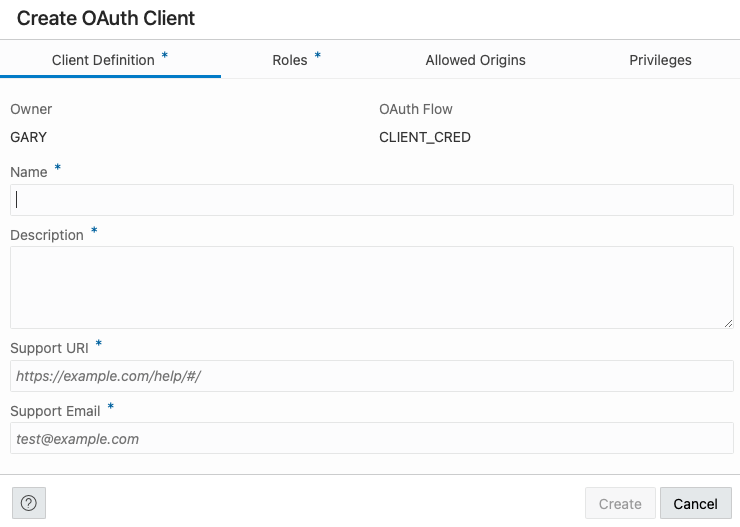 Create OAuth Client
Client Definition * Roles * Allowed Origins Privileges
Owner OAuth Flow
GARY CLIENT_CRED
Name *
Description *
Support URI *
https://example.com/help/#/
Support Email *
test@example.com
? Create Cancel